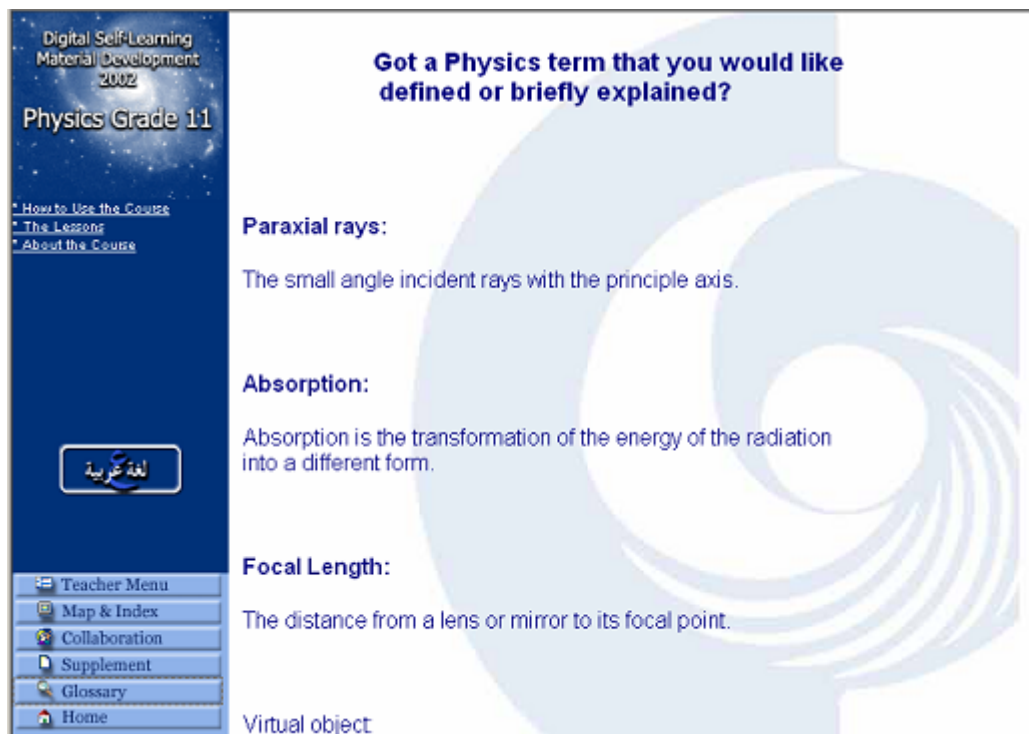 Digital Self-Learning
Material Development
2002
Physics Grade 11
* How to Use the Course
* The Lessons
* About the Course
لغة عربية
Teacher Menu
Map & Index
Collaboration
Supplement
Glossary
Home
Got a Physics term that you would like
defined or briefly explained?
Paraxial rays:
The small angle incident rays with the principle axis.
Absorption:
Absorption is the transformation of the energy of the radiation
into a different form.
Focal Length:
The distance from a lens or mirror to its focal point.
Virtual object: